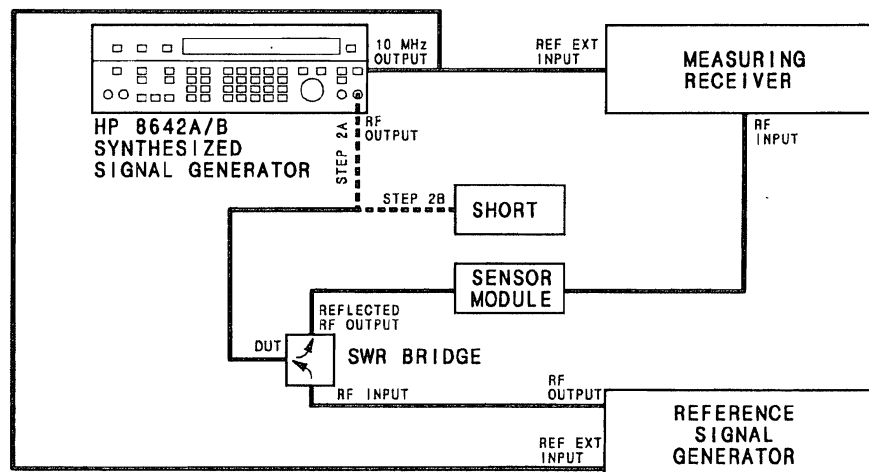 10 MHz
OUTPUT
REF EXT
INPUT
MEASURING
RECEIVER
HP 8642A/B
SYNTHESIZED
SIGNAL GENERATOR
STEP 2A
RF
OUTPUT
RF
INPUT
STEP 2B
SHORT
SENSOR
MODULE
REFLECTED
RF OUTPUT
DUT
SWR BRIDGE
RF INPUT
RF
OUTPUT
REFERENCE
SIGNAL
GENERATOR
REF EXT
INPUT